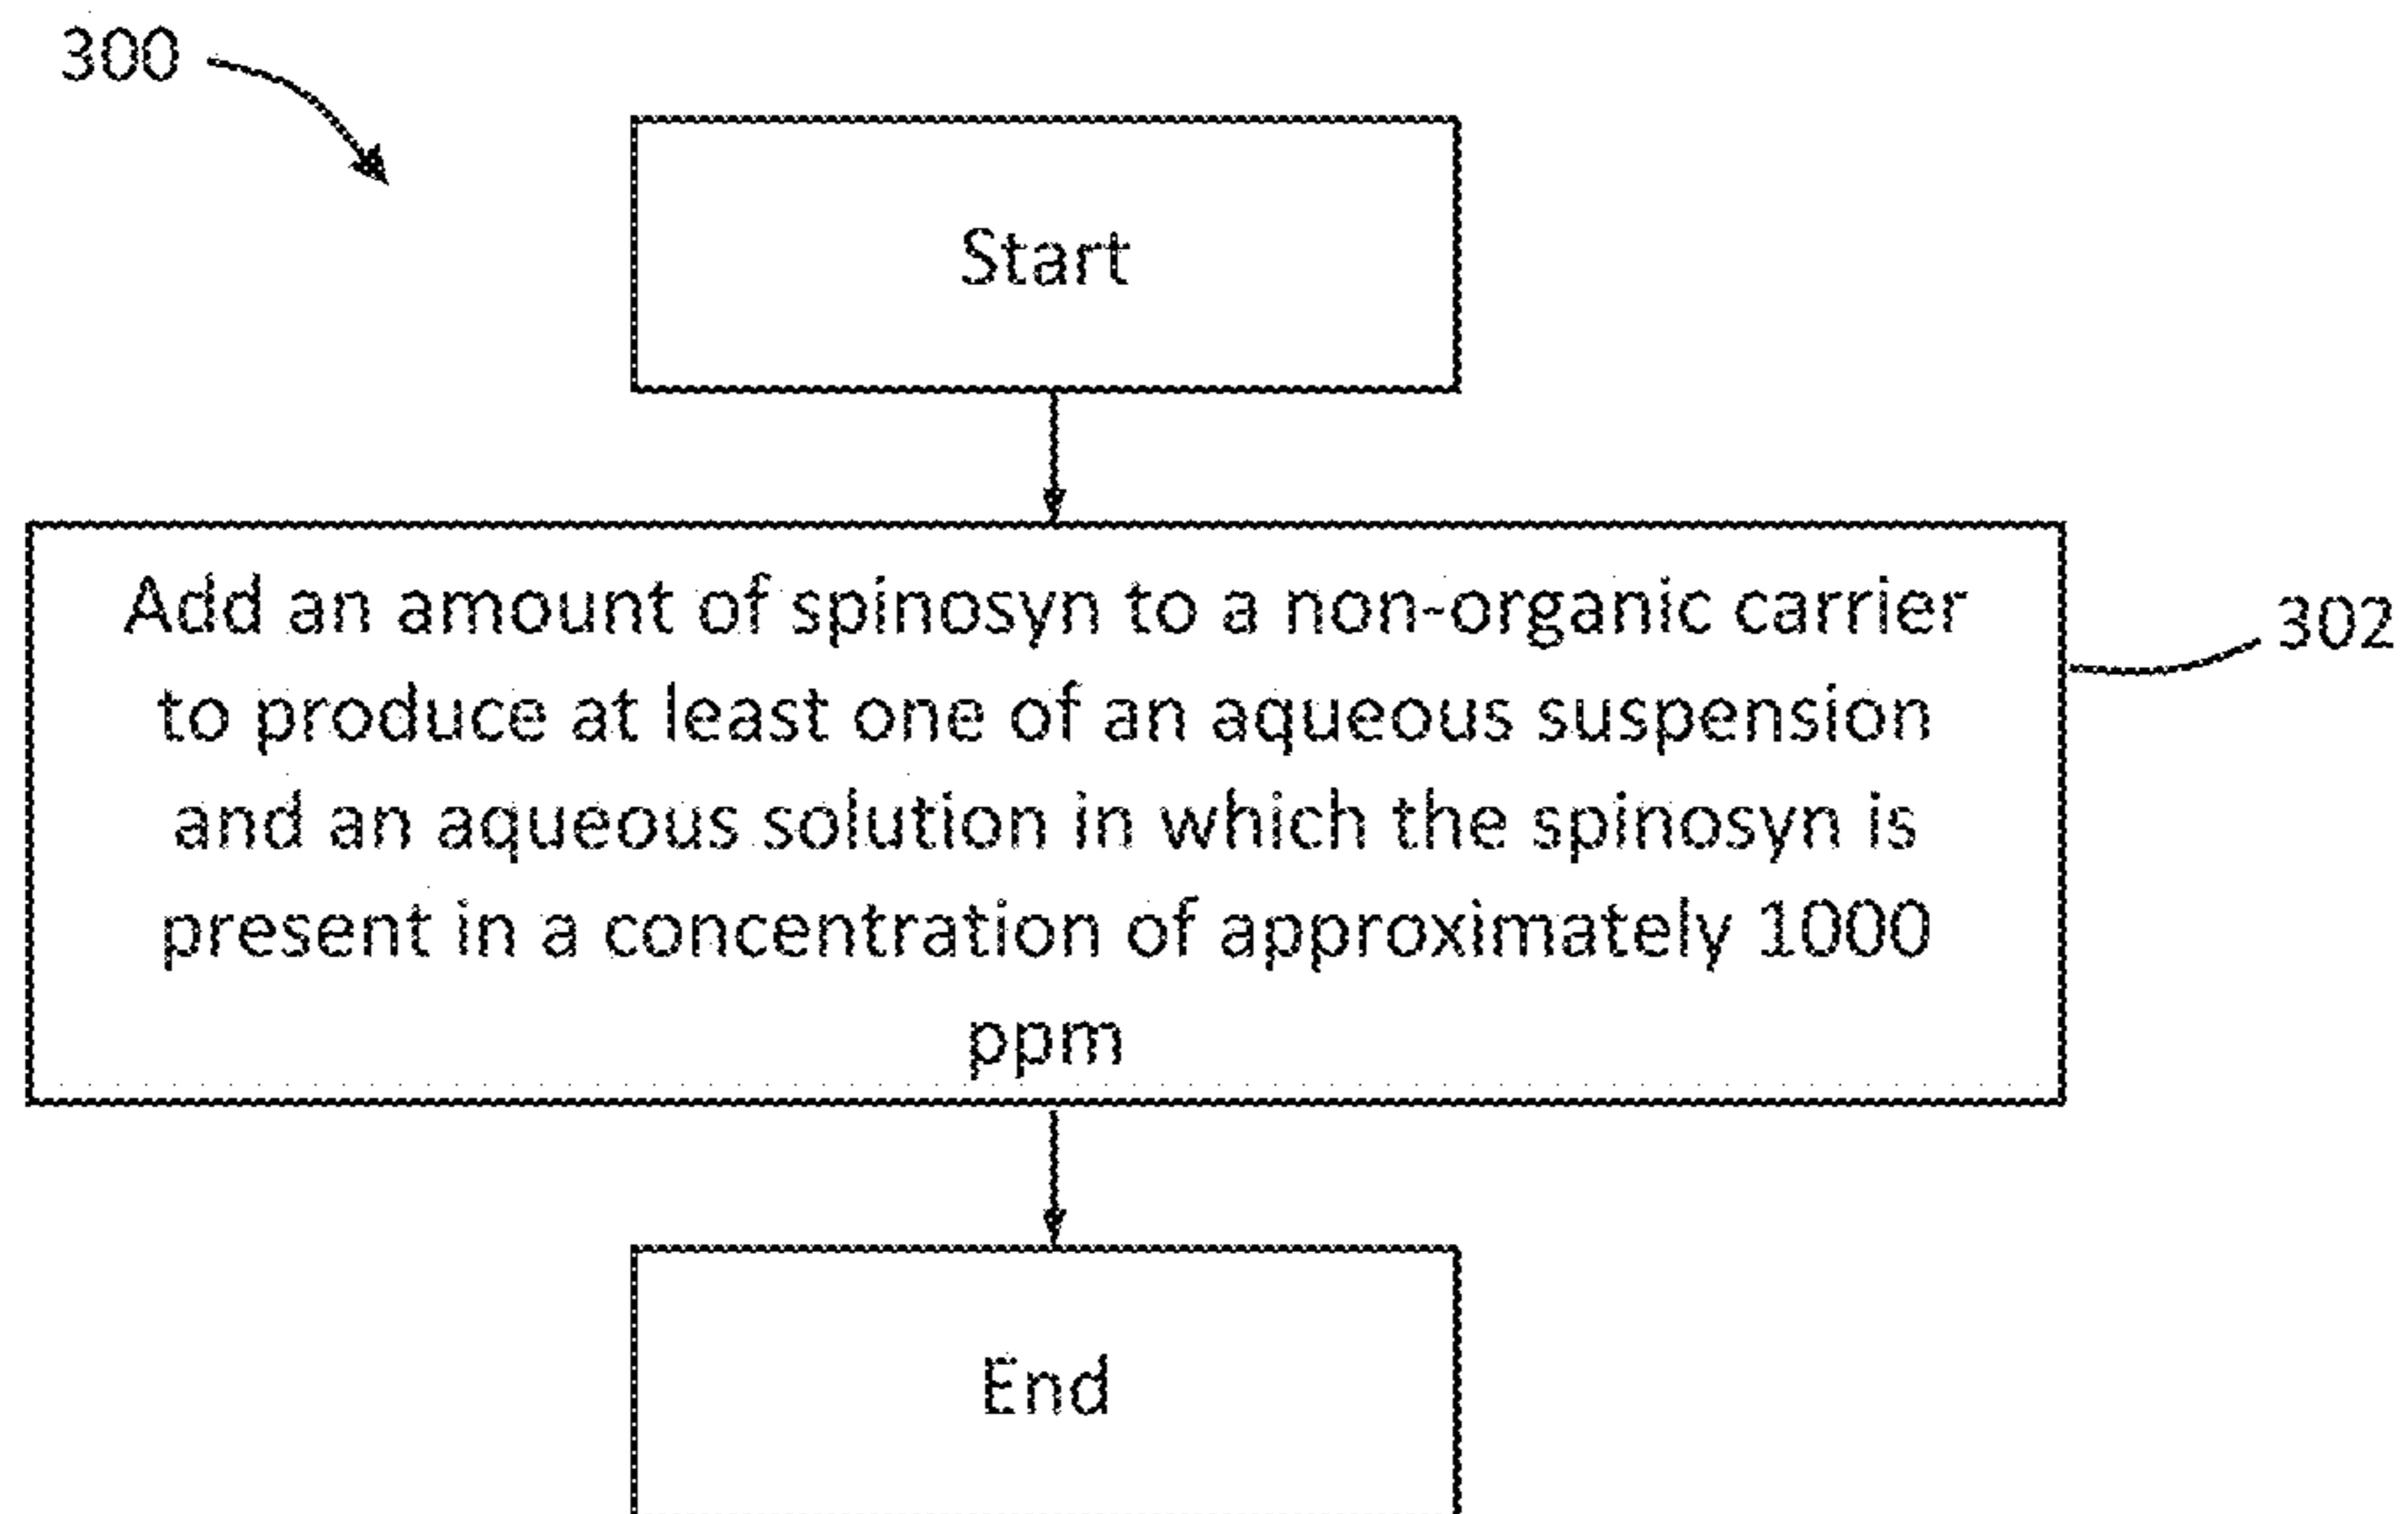 300
Start
Add an amount of spinosyn to a non-organic carrier
to produce at least one of an aqueous suspension
and an aqueous solution in which the spinosyn is
present in a concentration of approximately 1000
ppm
302
End